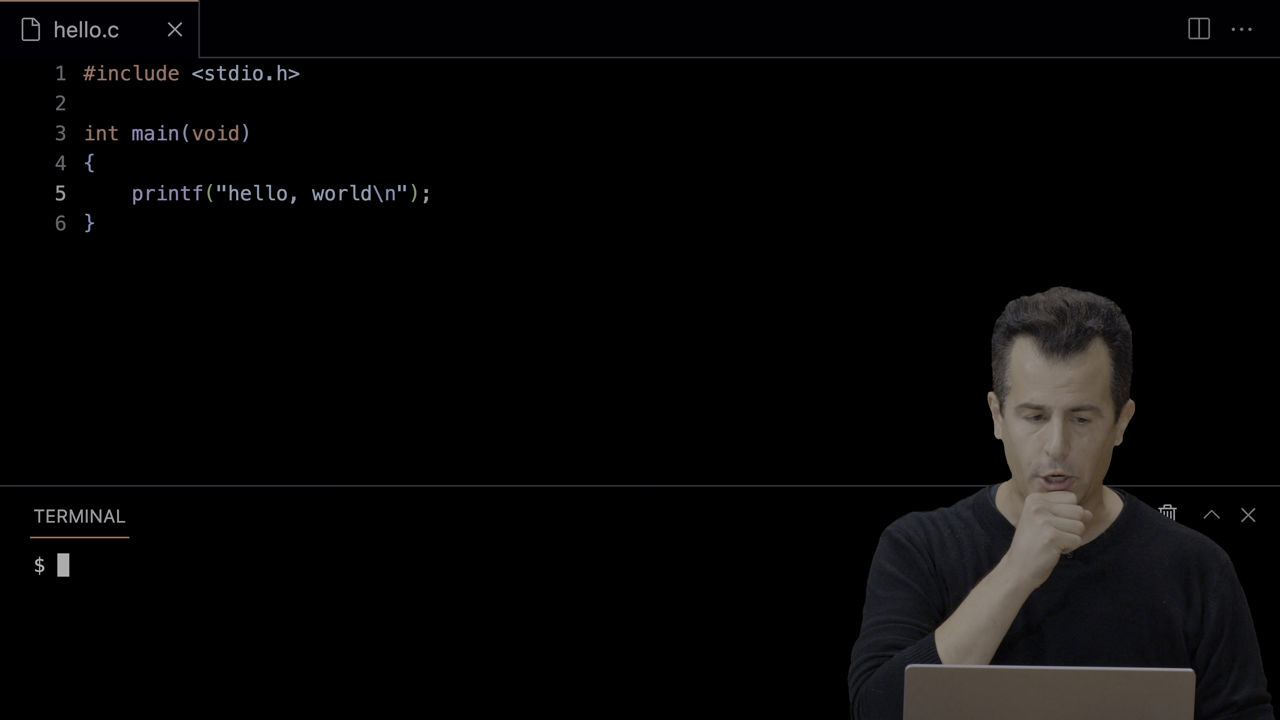 hello.c
1 #include <stdio.h>
2
3 int main(void)
4 {
5     printf("hello, world\n");
6 }
TERMINAL
$